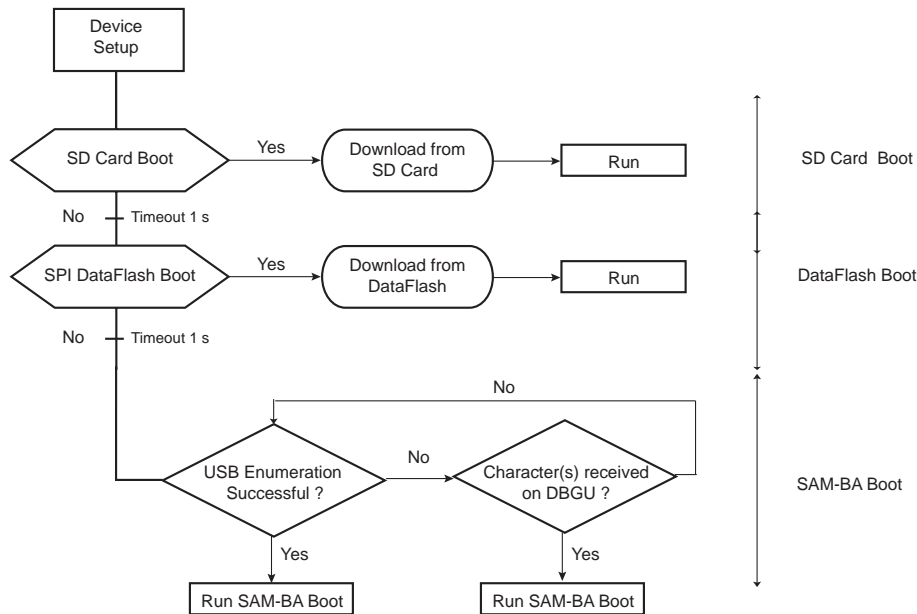 Device
Setup
SD Card Boot
Yes
Download from
SD Card
Run
SD Card Boot
No
Timeout 1 s
SPI DataFlash Boot
Yes
Download from
DataFlash
Run
DataFlash Boot
No
Timeout 1 s
No
USB Enumeration
Successful ?
No
Character(s) received
on DBGU ?
SAM-BA Boot
Yes
Yes
Run SAM-BA Boot
Run SAM-BA Boot